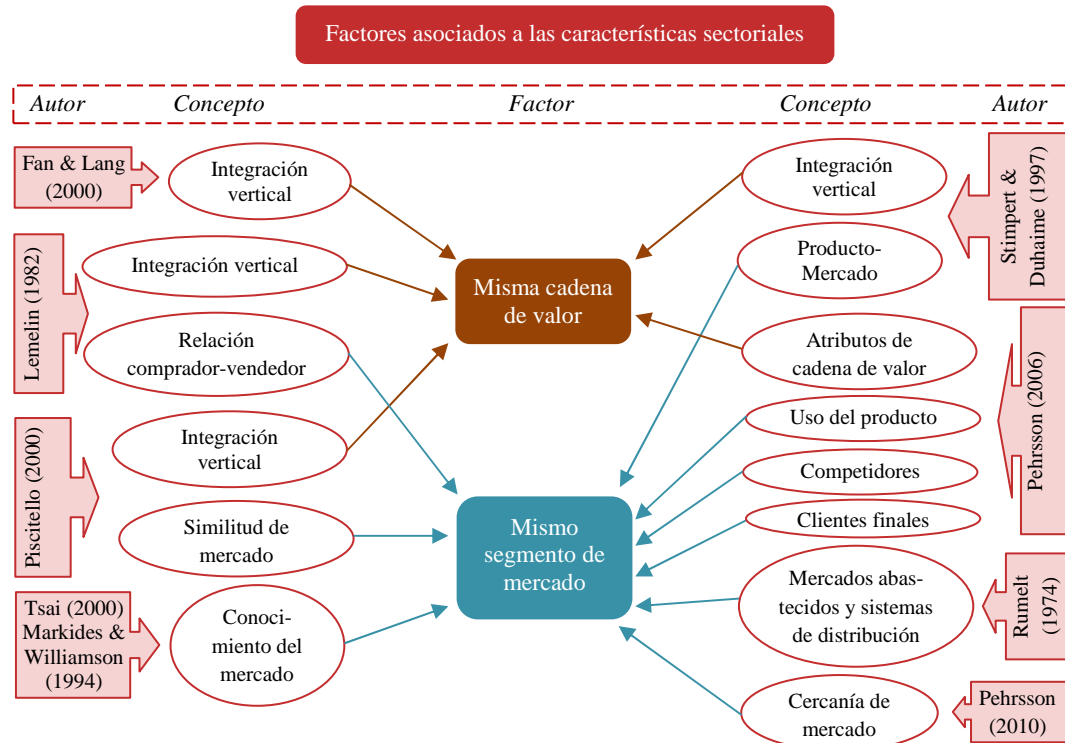 Factores asociados a las características sectoriales
Autor Concepto Factor Concepto Autor
Fan & Lang
(2000)
Integración
vertical
Lemelin (1982)
Integración vertical
Relación
comprador-vendedor
Piscitello (2000)
Integración
vertical
Similitud de
mercado
Tsai (2000)
Markides &
Williamson
(1994)
Conoci-
miento del
mercado
Misma cadena
de valor
Mismo
segmento de
mercado
Integración
vertical
Producto-
Mercado
Stimpert &
Duhaime (1997)
Atributos de
cadena de valor
Uso del producto
Competidores
Clientes finales
Pehrsson (2006)
Mercados abas-
tecidos y sistemas
de distribución
Rumelt
(1974)
Cercanía de
mercado
Pehrsson
(2010)